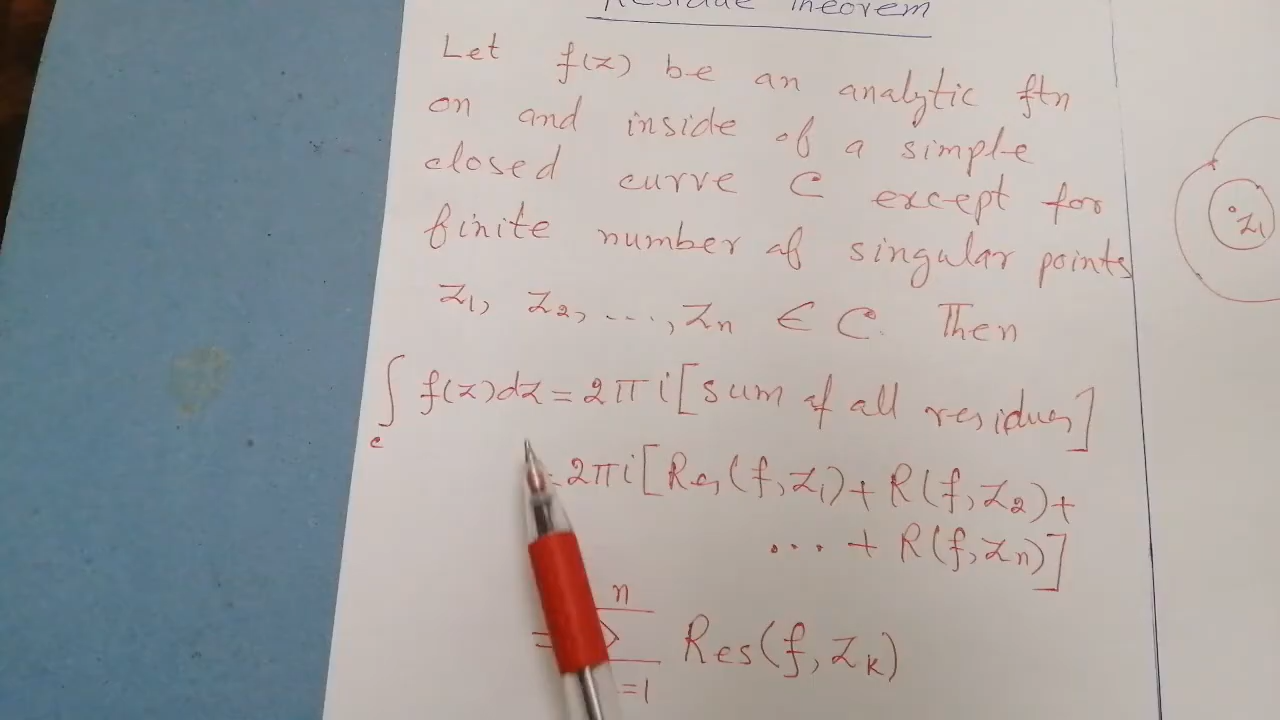 Residue Theorem
Let f(z) be an analytic ftn
on and inside of a simple
closed curve C except for
finite number of singular points
z₁, z₂, ..., zₙ ∈ C. Then
∫ f(z)dz = 2πi[sum of all residues]
c
= 2πi[Res(f,z₁)+R(f,z₂)+
... + R(f,zₙ)]
n
= Σ Res(f,zₖ)
=1
z₁